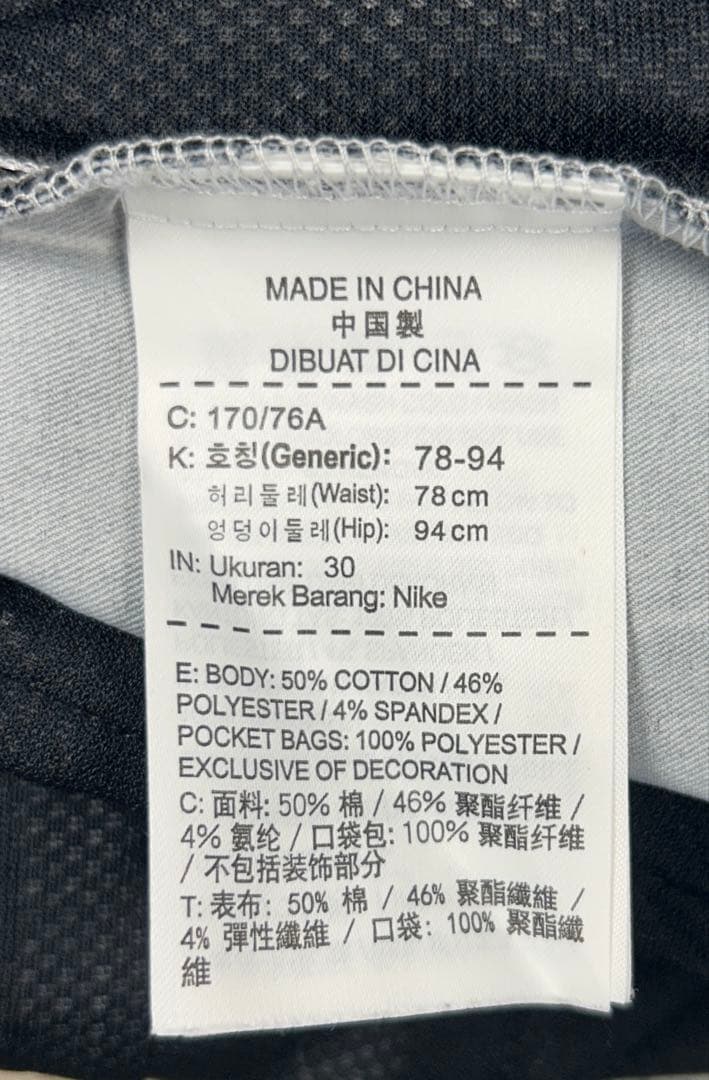 MADE IN CHINA
中国製
DIBUAT DI CINA
C: 170/76A
K: 호칭(Generic): 78-94
허리둘레(Waist): 78cm
엉덩이둘레(Hip): 94cm
IN: Ukuran: 30
Merek Barang: Nike
E: BODY: 50% COTTON / 46%
POLYESTER / 4% SPANDEX /
POCKET BAGS: 100% POLYESTER /
EXCLUSIVE OF DECORATION
C: 面料: 50% 棉 / 46% 聚酯纤维 /
4% 氨纶 / 口袋包: 100% 聚酯纤维
/ 不包括装饰部分
T: 表布: 50% 棉 / 46% 聚酯纖維 /
4% 彈性纖維 / 口袋: 100% 聚酯纖
維